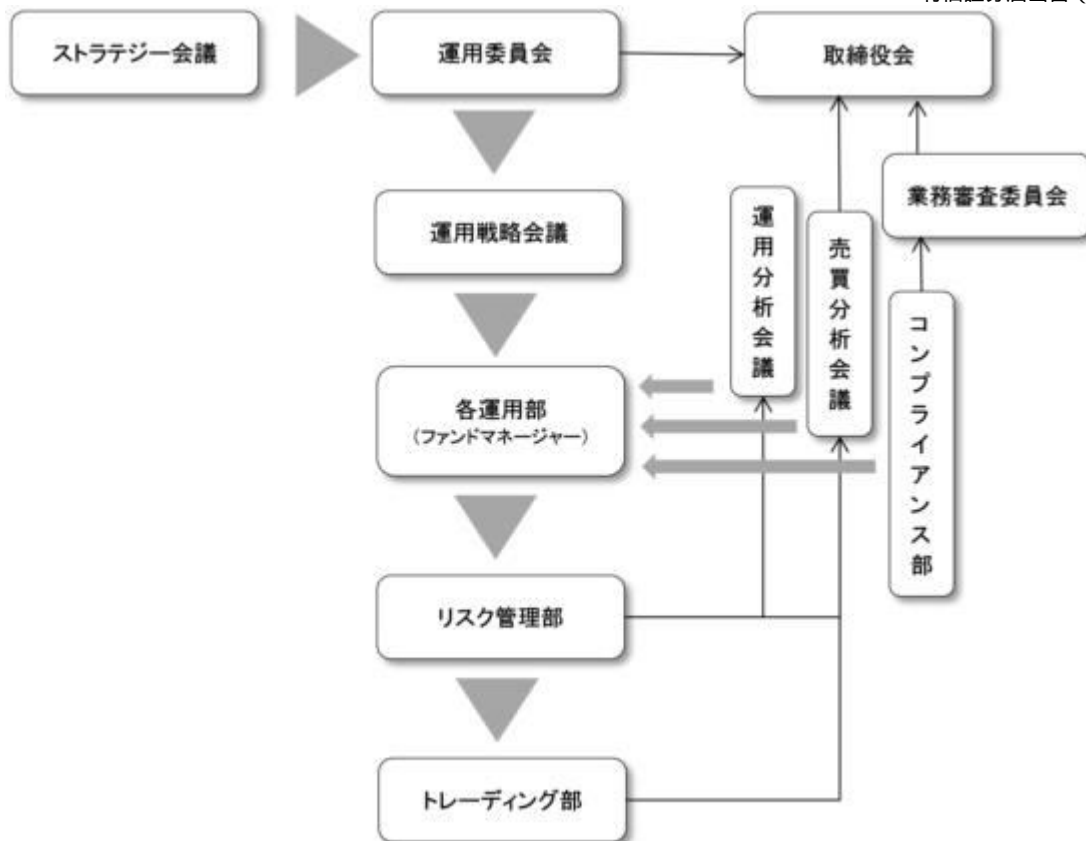 ストラテジー会議
運用委員会
取締役会
業務審査委員会
運用戦略会議
運用分析会議
売買分析会議
コンプライアンス部
各運用部
(ファンドマネージャー)
リスク管理部
トレーディング部